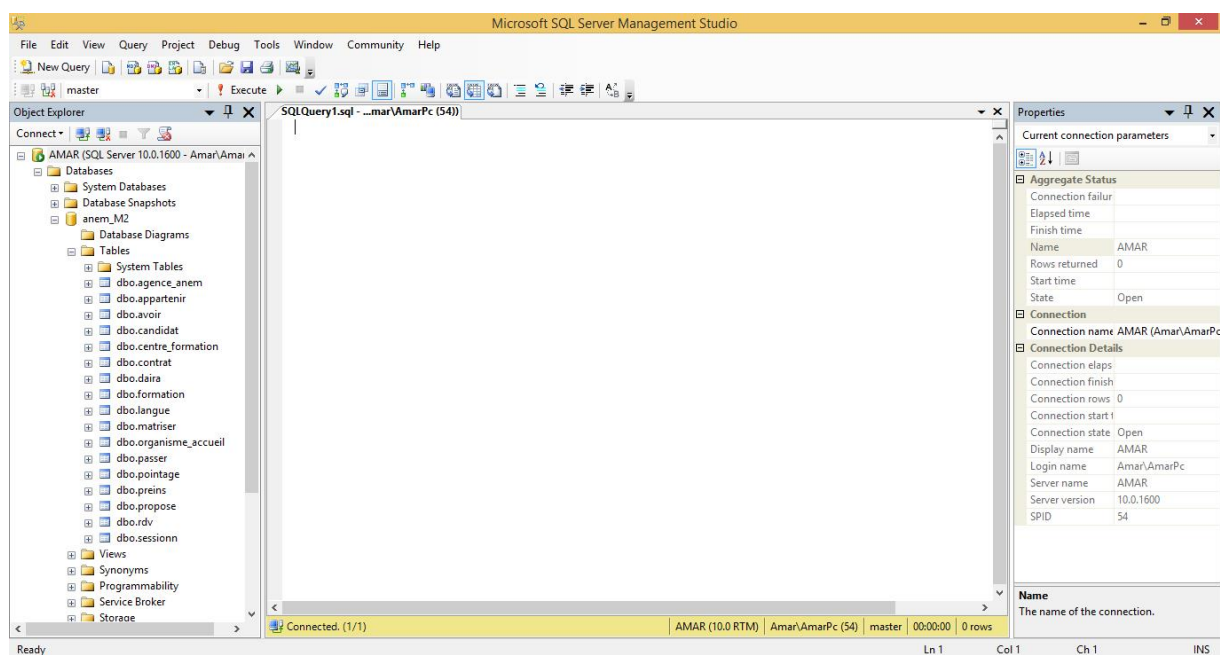 Microsoft SQL Server Management Studio
File Edit View Query Project Debug Tools Window Community Help
New Query
master Execute
Object Explorer
Connect
AMAR (SQL Server 10.0.1600 - Amar\Amar
Databases
System Databases
Database Snapshots
anem_M2
Database Diagrams
Tables
System Tables
dbo.agence_anem
dbo.appartenir
dbo.avoir
dbo.candidat
dbo.centre_formation
dbo.contrat
dbo.daira
dbo.formation
dbo.langue
dbo.matriser
dbo.organisme_accueil
dbo.passer
dbo.pointage
dbo.preins
dbo.propose
dbo.rdv
dbo.sessionn
Views
Synonyms
Programmability
Service Broker
Storage
SQLQuery1.sql - ...mar\AmarPc (54))
Connected. (1/1) AMAR (10.0 RTM) Amar\AmarPc (54) master 00:00:00 0 rows
Properties
Current connection parameters
Aggregate Status
Connection failur
Elapsed time
Finish time
Name AMAR
Rows returned 0
Start time
State Open
Connection
Connection name AMAR (Amar\AmarPc
Connection Details
Connection elaps
Connection finish
Connection rows 0
Connection start t
Connection state Open
Display name AMAR
Login name Amar\AmarPc
Server name AMAR
Server version 10.0.1600
SPID 54
Name
The name of the connection.
Ready Ln 1 Col 1 Ch 1 INS